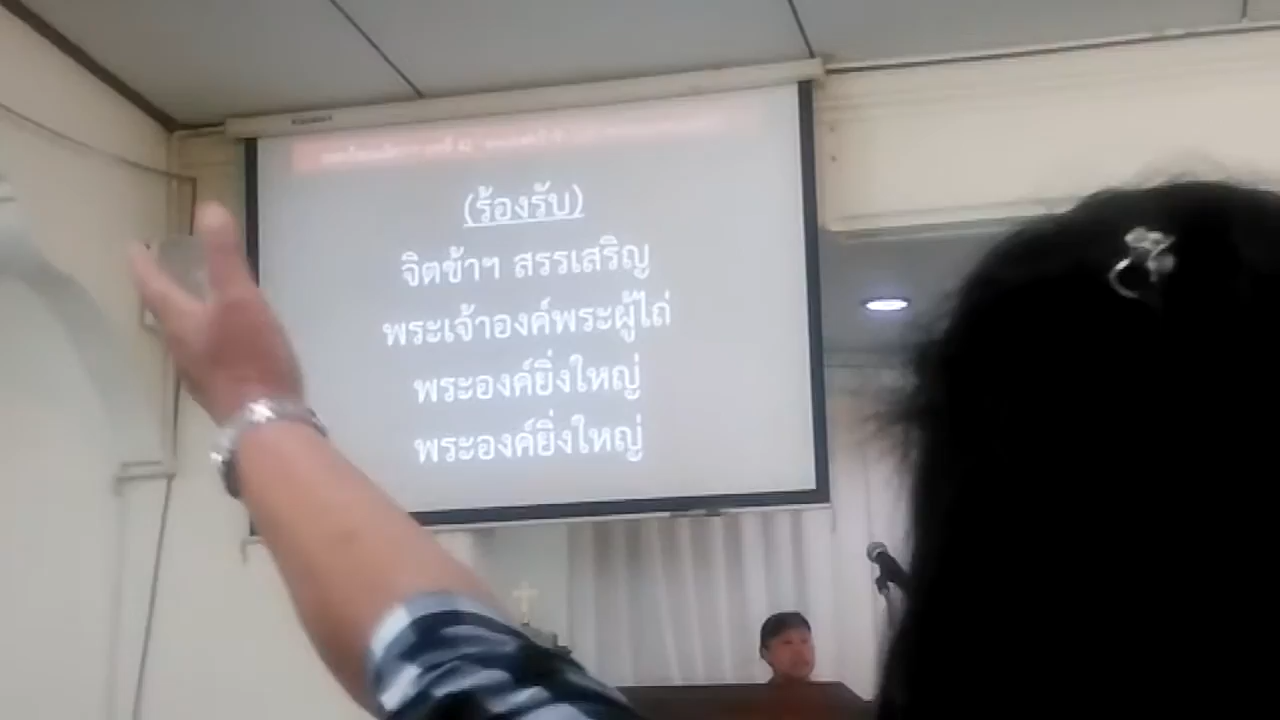 (ร้องรับ)
จิตข้าฯ สรรเสริญ
พระเจ้าองค์พระผู้ไถ่
พระองค์ยิ่งใหญ่
พระองค์ยิ่งใหญ่